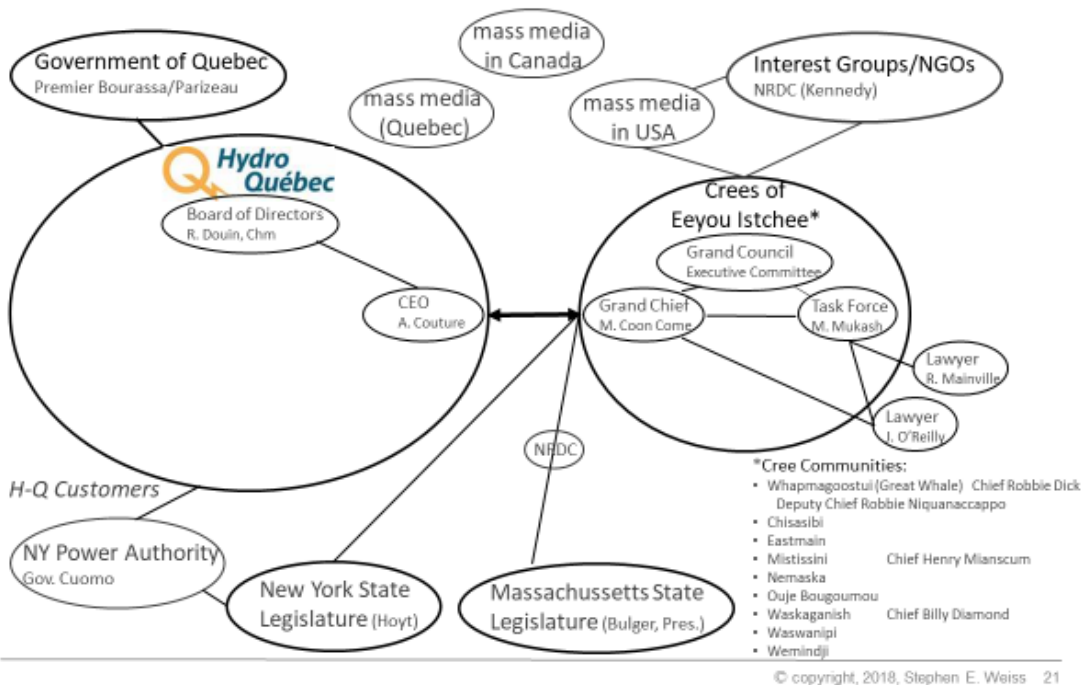 mass media
in Canada
Government of Quebec
Premier Bourassa/Parizeau
Interest Groups/NGOs
NRDC (Kennedy)
mass media
(Quebec)
mass media
in USA
Hydro
Québec
Board of Directors
R. Douin, Chm
CEO
A. Couture
Crees of
Eeyou Istchee*
Grand Council
Executive Committee
Grand Chief
M. Coon Come
Task Force
M. Mukash
Lawyer
R. Mainville
Lawyer
J. O'Reilly
NRDC
H-Q Customers
NY Power Authority
Gov. Cuomo
New York State
Legislature (Hoyt)
Massachussetts State
Legislature (Bulger, Pres.)
*Cree Communities:
▪ Whapmagoostui (Great Whale) Chief Robbie Dick
Deputy Chief Robbie Niquanaccappo
▪ Chisasibi
▪ Eastmain
▪ Mistissini Chief Henry Mianscum
▪ Nemaska
▪ Ouje Bougoumou
▪ Waskaganish Chief Billy Diamond
▪ Waswanipi
▪ Wemindji
© copyright, 2018, Stephen E. Weiss 21